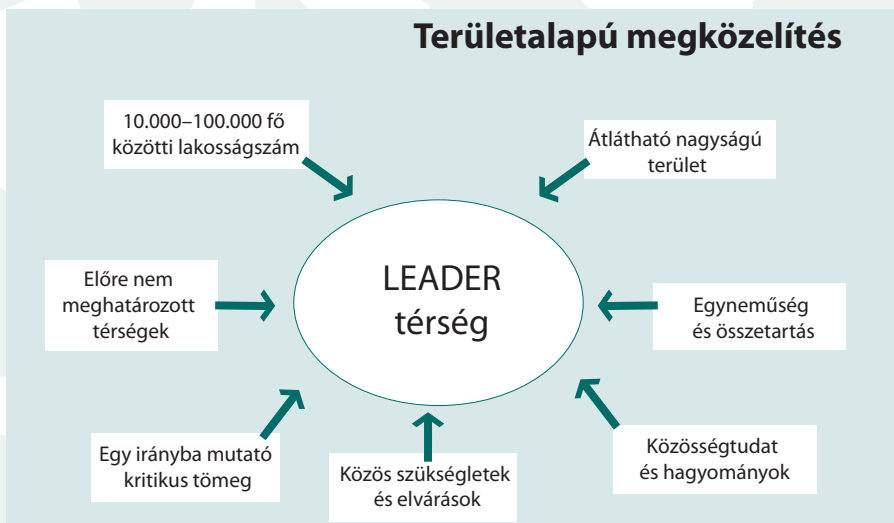 Területalapú megközelítés
10.000–100.000 fő
közötti lakosságszám
Átlátható nagyságú
terület
Előre nem
meghatározott
térségek
LEADER
térség
Egyneműség
és összetartás
Egy irányba mutató
kritikus tömeg
Közös szükségletek
és elvárások
Közösségtudat
és hagyományok